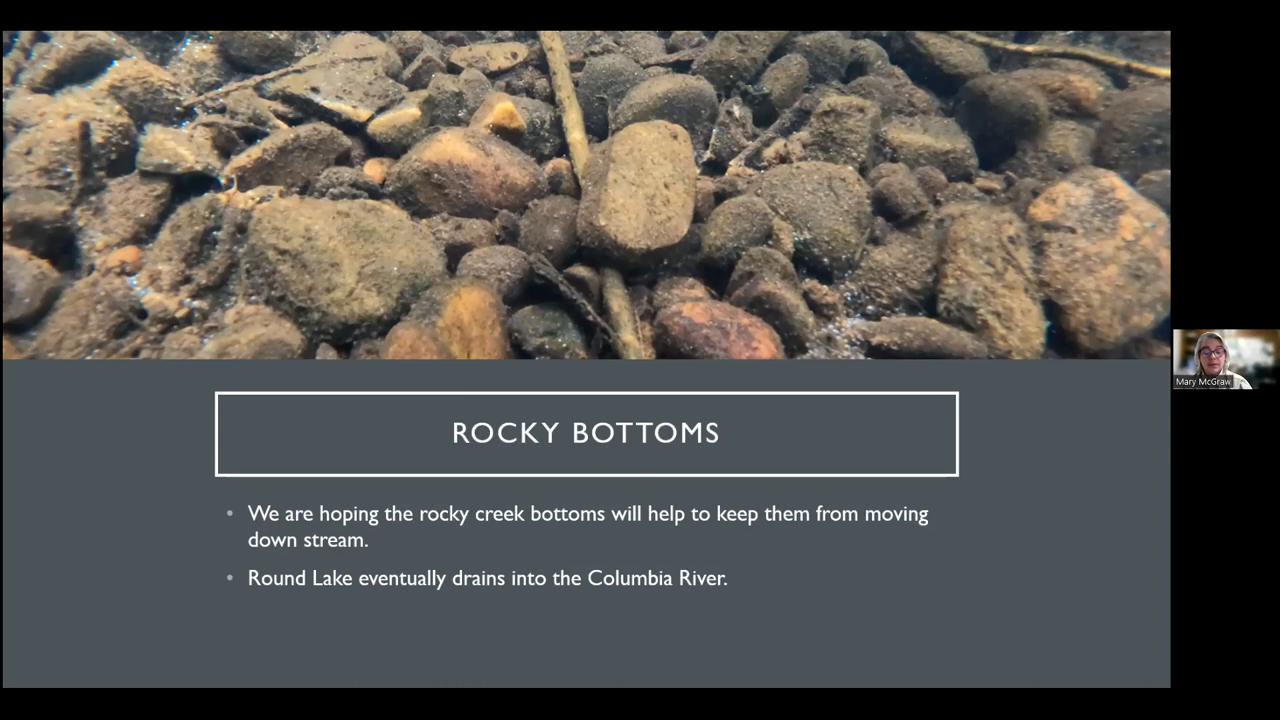 ROCKY BOTTOMS
• We are hoping the rocky creek bottoms will help to keep them from moving
down stream.
• Round Lake eventually drains into the Columbia River.
Mary McGraw